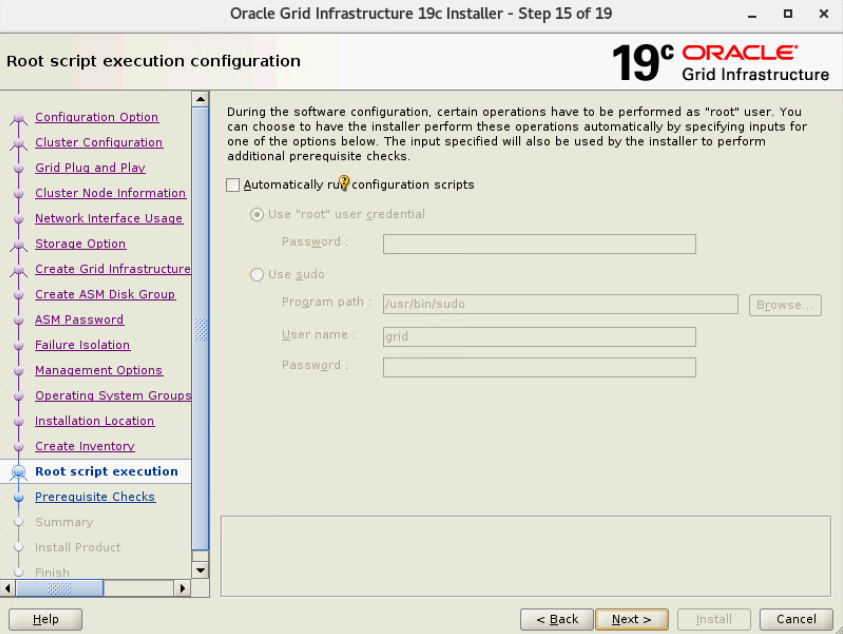 Oracle Grid Infrastructure 19c Installer - Step 15 of 19
Root script execution configuration
19c ORACLE
Grid Infrastructure
Configuration Option
Cluster Configuration
Grid Plug and Play
Cluster Node Information
Network Interface Usage
Storage Option
Create Grid Infrastructure
Create ASM Disk Group
ASM Password
Failure Isolation
Management Options
Operating System Groups
Installation Location
Create Inventory
Root script execution
Prerequisite Checks
Summary
Install Product
Finish
During the software configuration, certain operations have to be performed as "root" user. You
can choose to have the installer perform these operations automatically by specifying inputs for
one of the options below. The input specified will also be used by the installer to perform
additional prerequisite checks.
Automatically run configuration scripts
Use "root" user credential
Password :
Use sudo
Program path : /usr/bin/sudo Browse...
User name : grid
Password :
Help < Back Next > Install Cancel